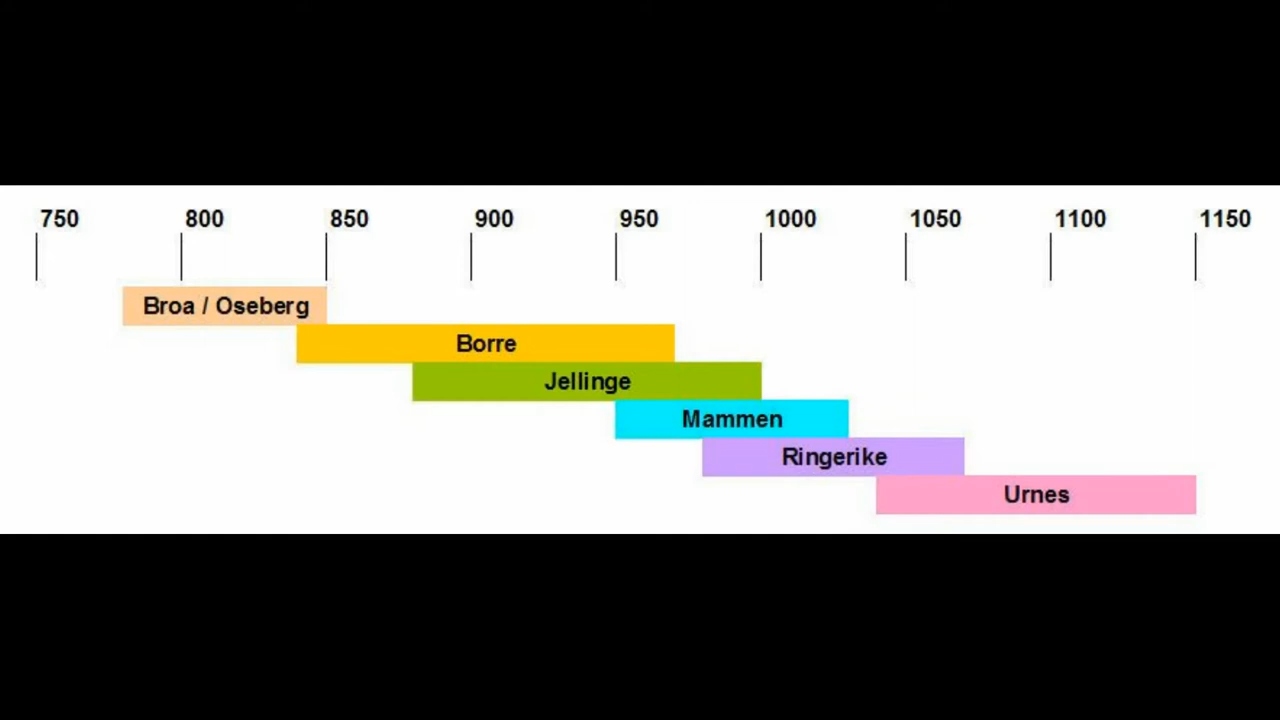 750 800 850 900 950 1000 1050 1100 1150
Broa / Oseberg
Borre
Jellinge
Mammen
Ringerike
Urnes